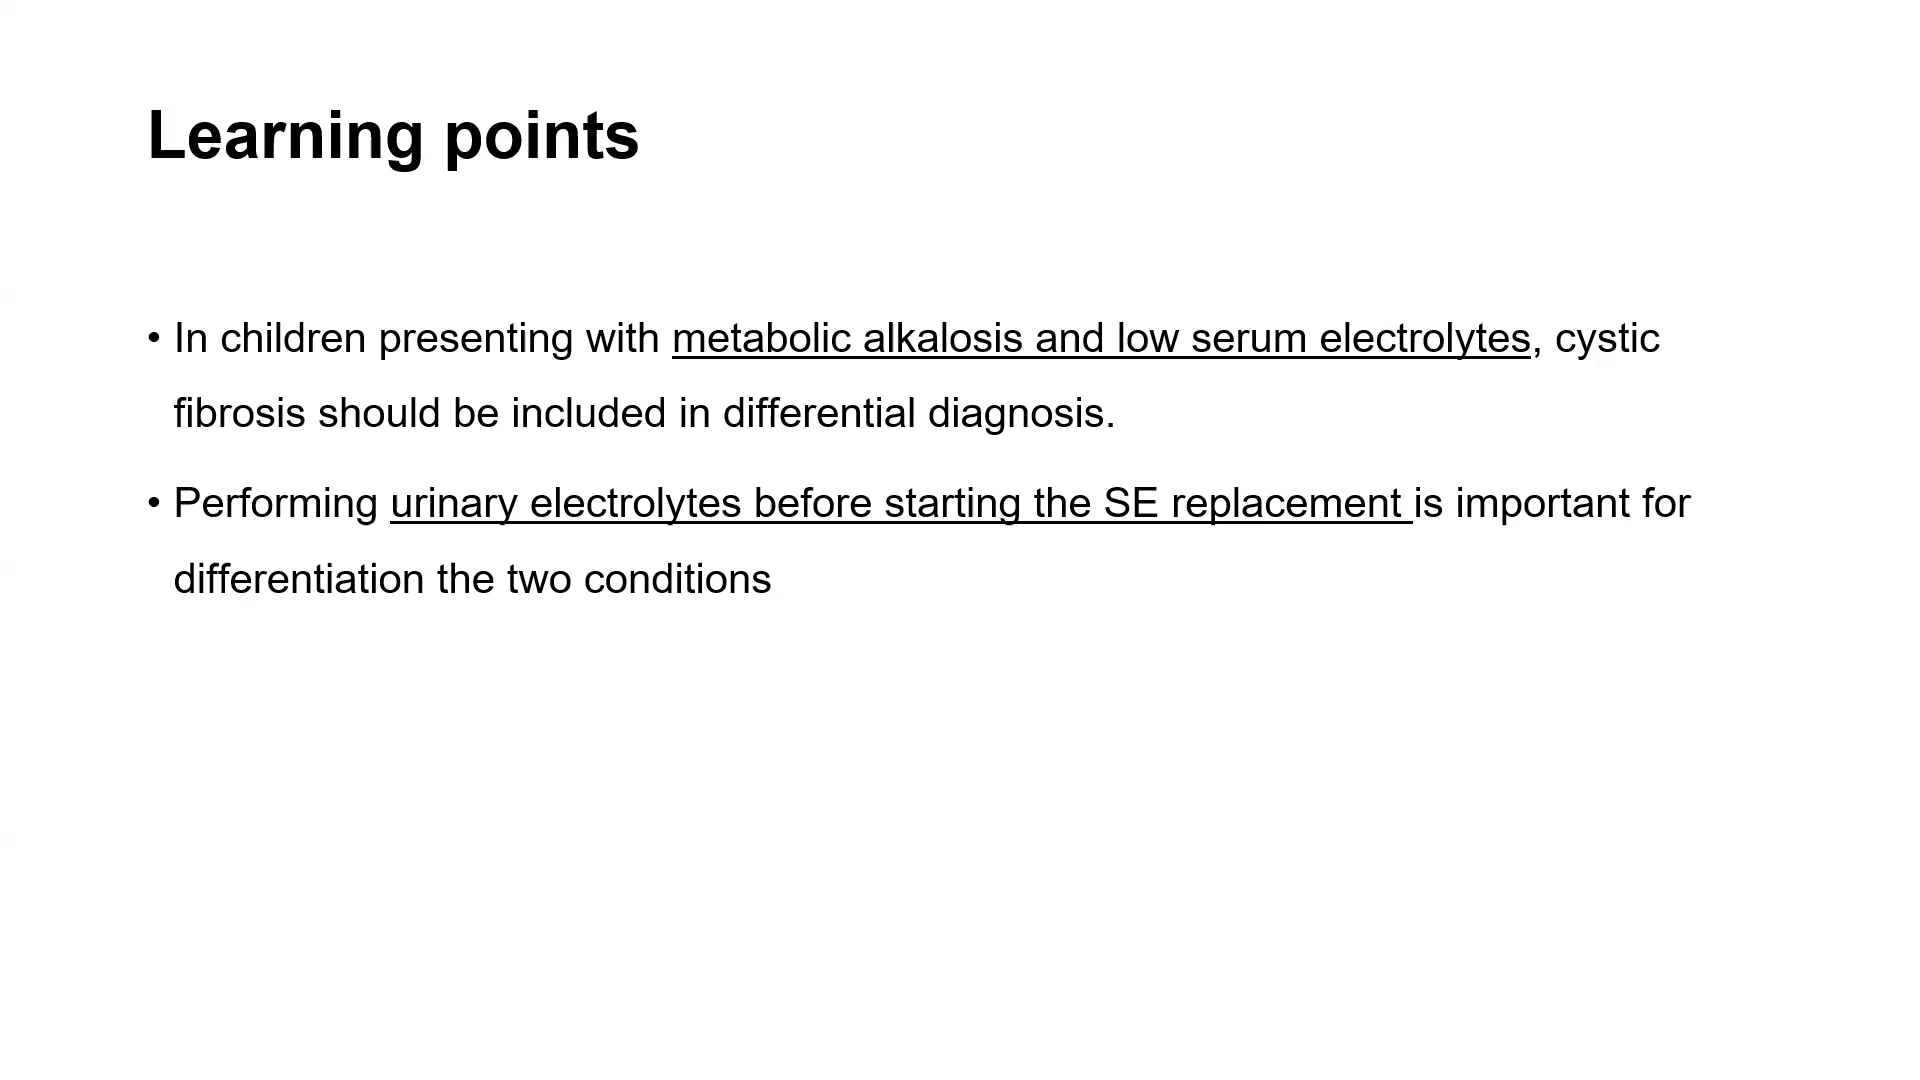 Learning points
• In children presenting with metabolic alkalosis and low serum electrolytes, cystic
fibrosis should be included in differential diagnosis.
• Performing urinary electrolytes before starting the SE replacement is important for
differentiation the two conditions